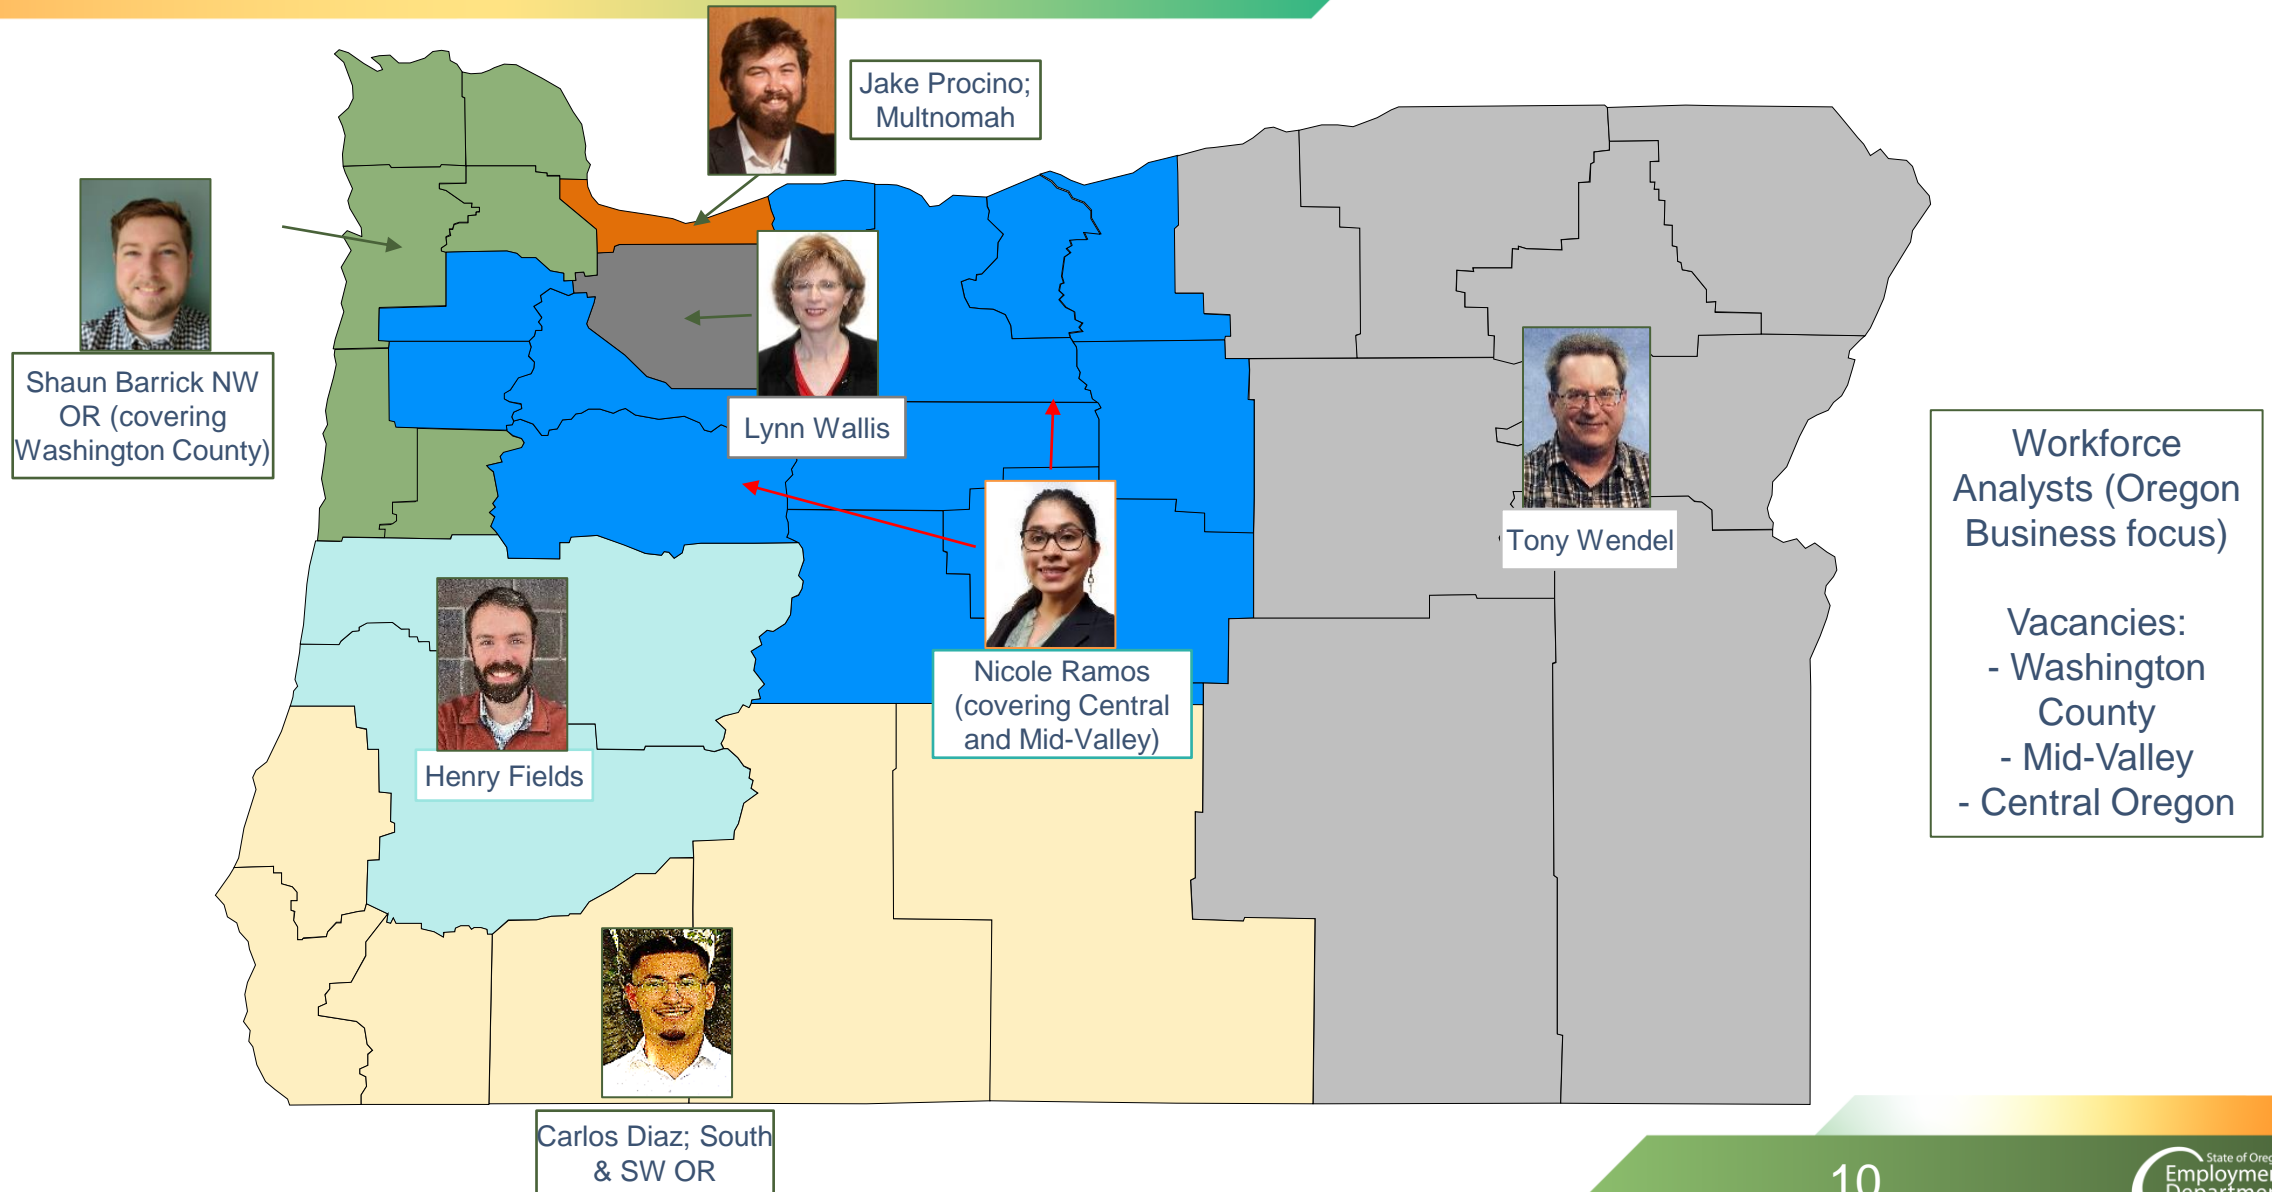 Jake Procino;
Multnomah
Shaun Barrick NW
OR (covering
Washington County)
Lynn Wallis
Tony Wendel
Workforce
Analysts (Oregon
Business focus)
Vacancies:
- Washington
County
- Mid-Valley
- Central Oregon
Nicole Ramos
(covering Central
and Mid-Valley)
Henry Fields
Carlos Diaz; South
& SW OR
10
State of